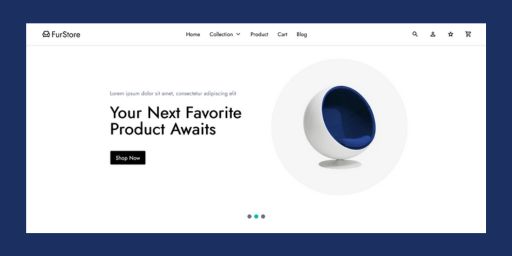 FurStore
Home Collection Product Cart Blog
Lorem ipsum dolor sit amet, consectetur adipiscing elit
Your Next Favorite
Product Awaits
Shop Now